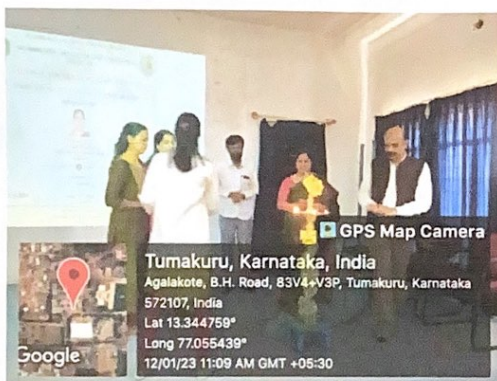 GPS Map Camera
Tumakuru, Karnataka, India
Agalakote, B.H. Road, 83V4+V3P, Tumakuru, Karnataka
572107, India
Lat 13.344759°
Long 77.055439°
12/01/23 11:09 AM GMT +05:30
Google